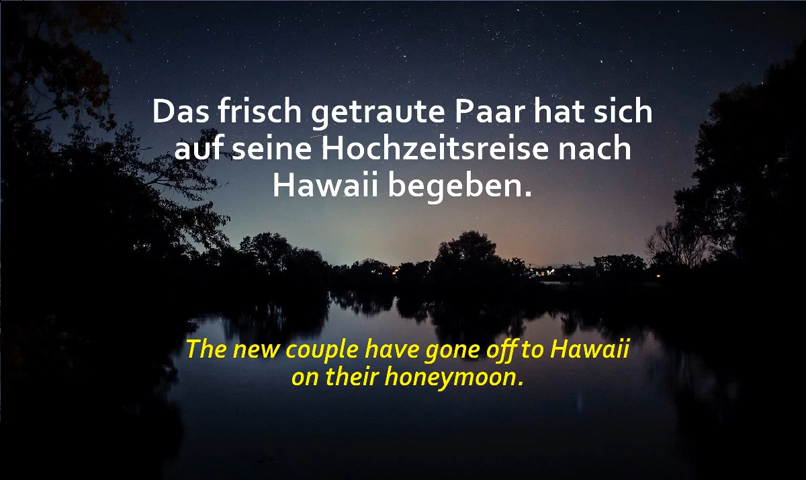 Das frisch getraute Paar hat sich
auf seine Hochzeitsreise nach
Hawaii begeben.
The new couple have gone off to Hawaii
on their honeymoon.